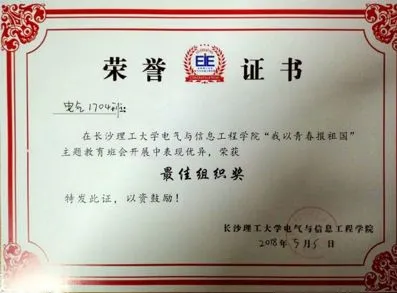 荣誉证书
EIE
电气1704班:
在长沙理工大学电气与信息工程学院“我以青春报祖国”
主题教育班会开展中表现优异，荣获
最佳组织奖
特发此证，以资鼓励！
长沙理工大学电气与信息工程学院
2018年5月5日